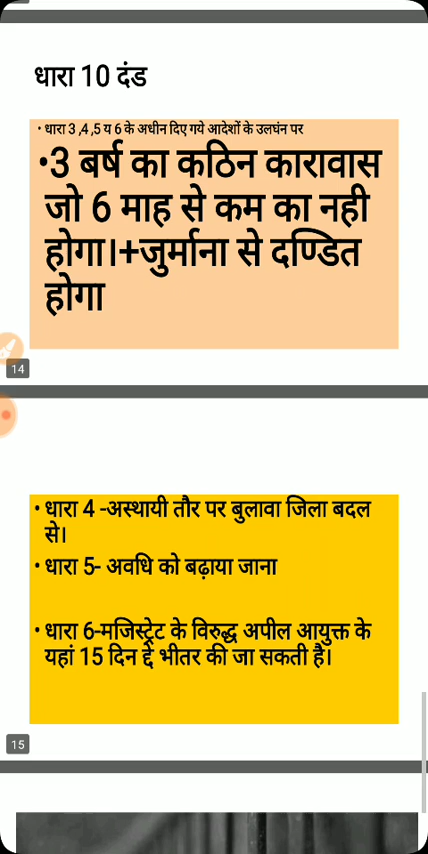 धारा 10 दंड
• धारा 3 ,4 ,5 य 6 के अधीन दिए गये आदेशों के उलघंन पर
•3 बर्ष का कठिन कारावास
जो 6 माह से कम का नही
होगा।+जुर्माना से दण्डित
होगा
14
• धारा 4 -अस्थायी तौर पर बुलावा जिला बदल
से।
• धारा 5- अवधि को बढ़ाया जाना
• धारा 6-मजिस्ट्रेट के विरुद्ध अपील आयुक्त के
यहां 15 दिन द्दे भीतर की जा सकती है।
15